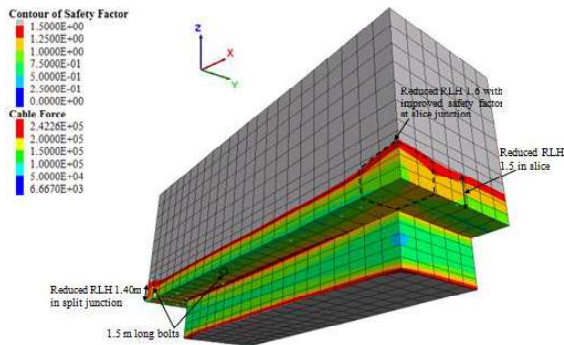 Contour of Safety Factor
1.5000E+00
1.2500E+00
1.0000E+00
7.5000E-01
5.0000E-01
2.5000E-01
0.0000E+00
Cable Force
2.4226E+05
2.0000E+05
1.5000E+05
1.0000E+05
5.0000E+04
6.6670E+03
Z
X
Y
Reduced RLH 1.6 with
improved safety factor
at slice junction
Reduced RLH
1.5 in slice
Reduced RLH 1.40m
in split junction
1.5 m long bolts